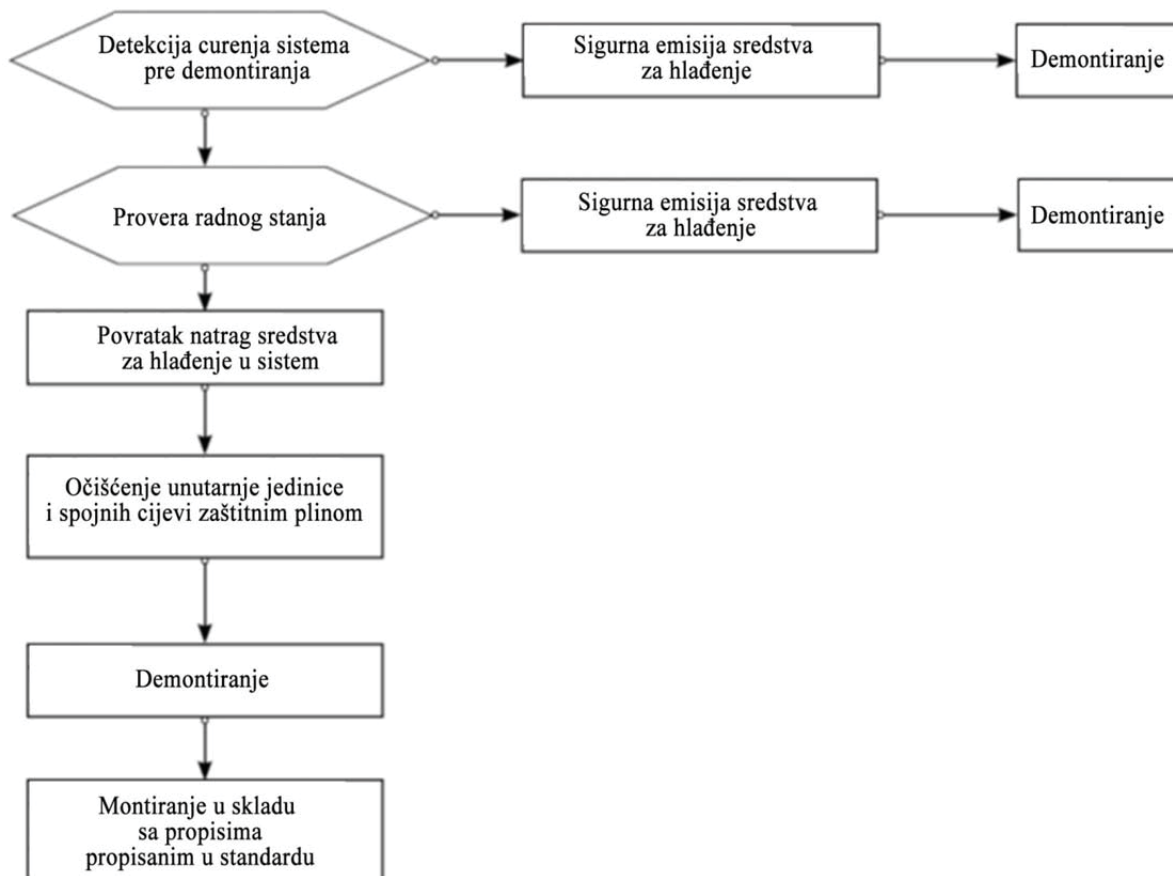 Detekcija curenja sistema
pre demontiranja
Sigurna emisija sredstva
za hlađenje
Demontiranje
Provera radnog stanja
Sigurna emisija sredstva
za hlađenje
Demontiranje
Povratak natrag sredstva
za hlađenje u sistem
Očišćenje unutarnje jedinice
i spojnih cijevi zaštitnim plinom
Demontiranje
Montiranje u skladu
sa propisima
propisanim u standardu